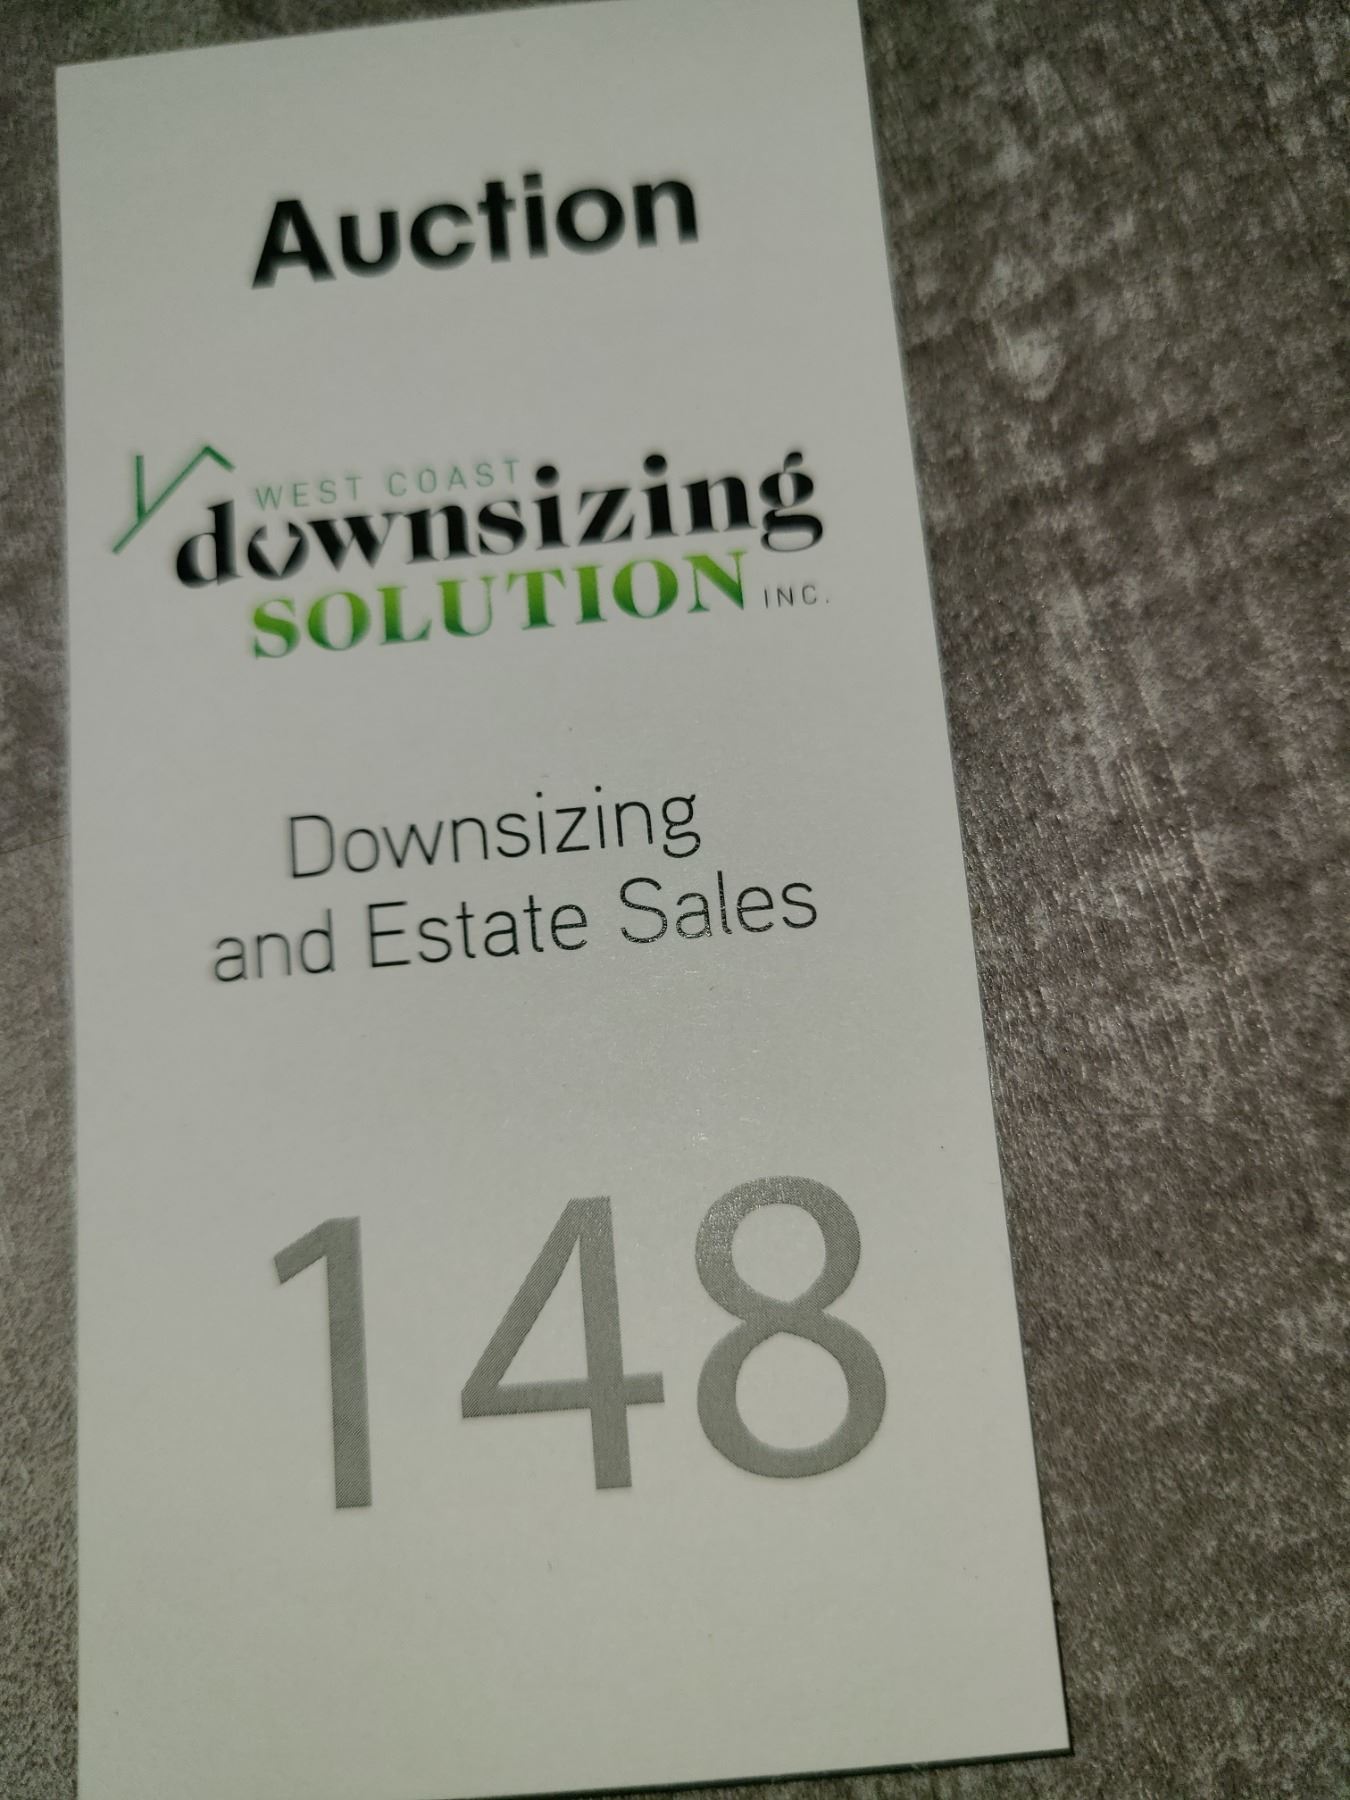 Auction
WEST COAST
downsizing
SOLUTION INC.
Downsizing
and Estate Sales
148